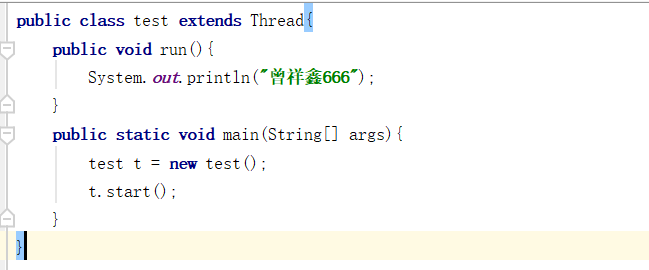 public class test extends Thread{
public void run(){
System.out.println("曾祥鑫666");
}
public static void main(String[] args){
test t = new test();
t.start();
}
}